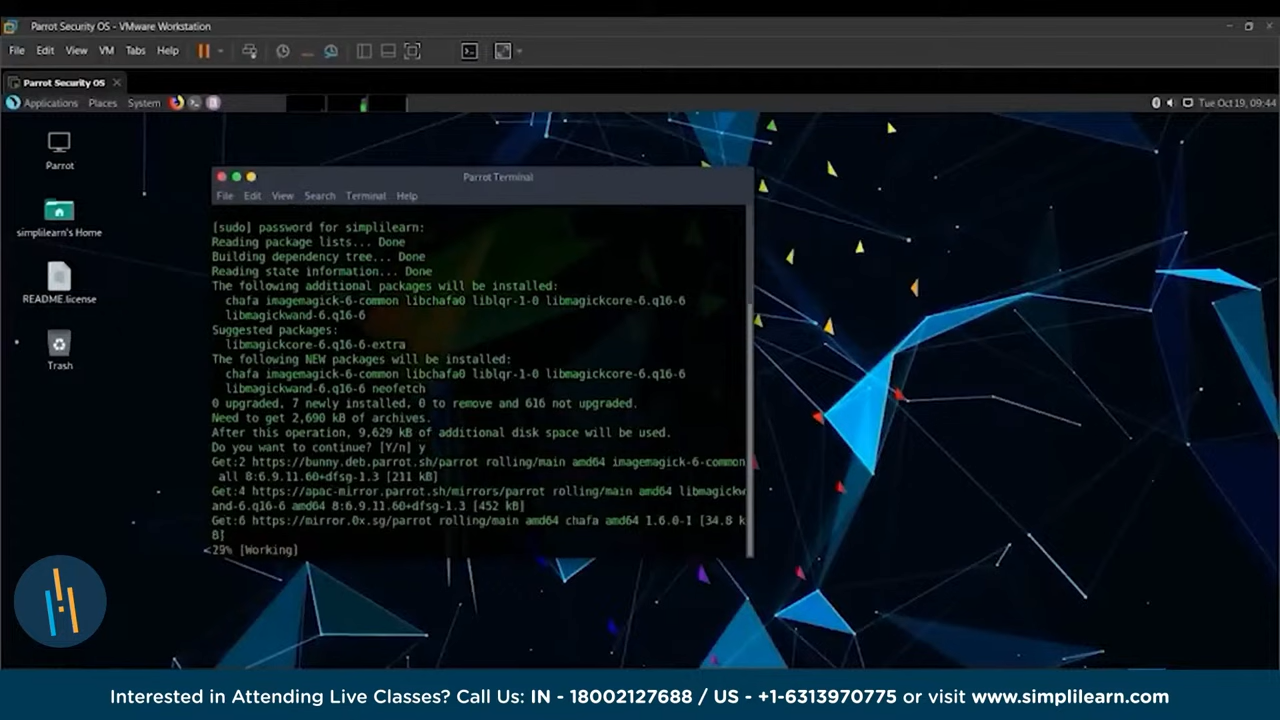 Parrot Security OS - VMware Workstation
File Edit View VM Tabs Help
Parrot Security OS
Applications Places System
Tue Oct 19, 09:44
Parrot
simplilearn's Home
README.license
Trash
Parrot Terminal
File Edit View Search Terminal Help
[sudo] password for simplilearn:
Reading package lists... Done
Building dependency tree... Done
Reading state information... Done
The following additional packages will be installed:
chafa imagemagick-6-common libchafa0 liblqr-1-0 libmagickcore-6.q16-6
libmagickwand-6.q16-6
Suggested packages:
libmagickcore-6.q16-6-extra
The following NEW packages will be installed:
chafa imagemagick-6-common libchafa0 liblqr-1-0 libmagickcore-6.q16-6
libmagickwand-6.q16-6 neofetch
0 upgraded, 7 newly installed, 0 to remove and 616 not upgraded.
Need to get 2,690 kB of archives.
After this operation, 9,629 kB of additional disk space will be used.
Do you want to continue? [Y/n] y
Get:2 https://bunny.deb.parrot.sh/parrot rolling/main amd64 imagemagick-6-common
all 8:6.9.11.60+dfsg-1.3 [211 kB]
Get:4 https://apac-mirror.parrot.sh/mirrors/parrot rolling/main amd64 libmagickw
and-6.q16-6 amd64 8:6.9.11.60+dfsg-1.3 [452 kB]
Get:6 https://mirror.0x.sg/parrot rolling/main amd64 chafa amd64 1.6.0-1 [34.8 k
B]
<29% [Working]
Interested in Attending Live Classes? Call Us: IN - 18002127688 / US - +1-6313970775 or visit www.simplilearn.com